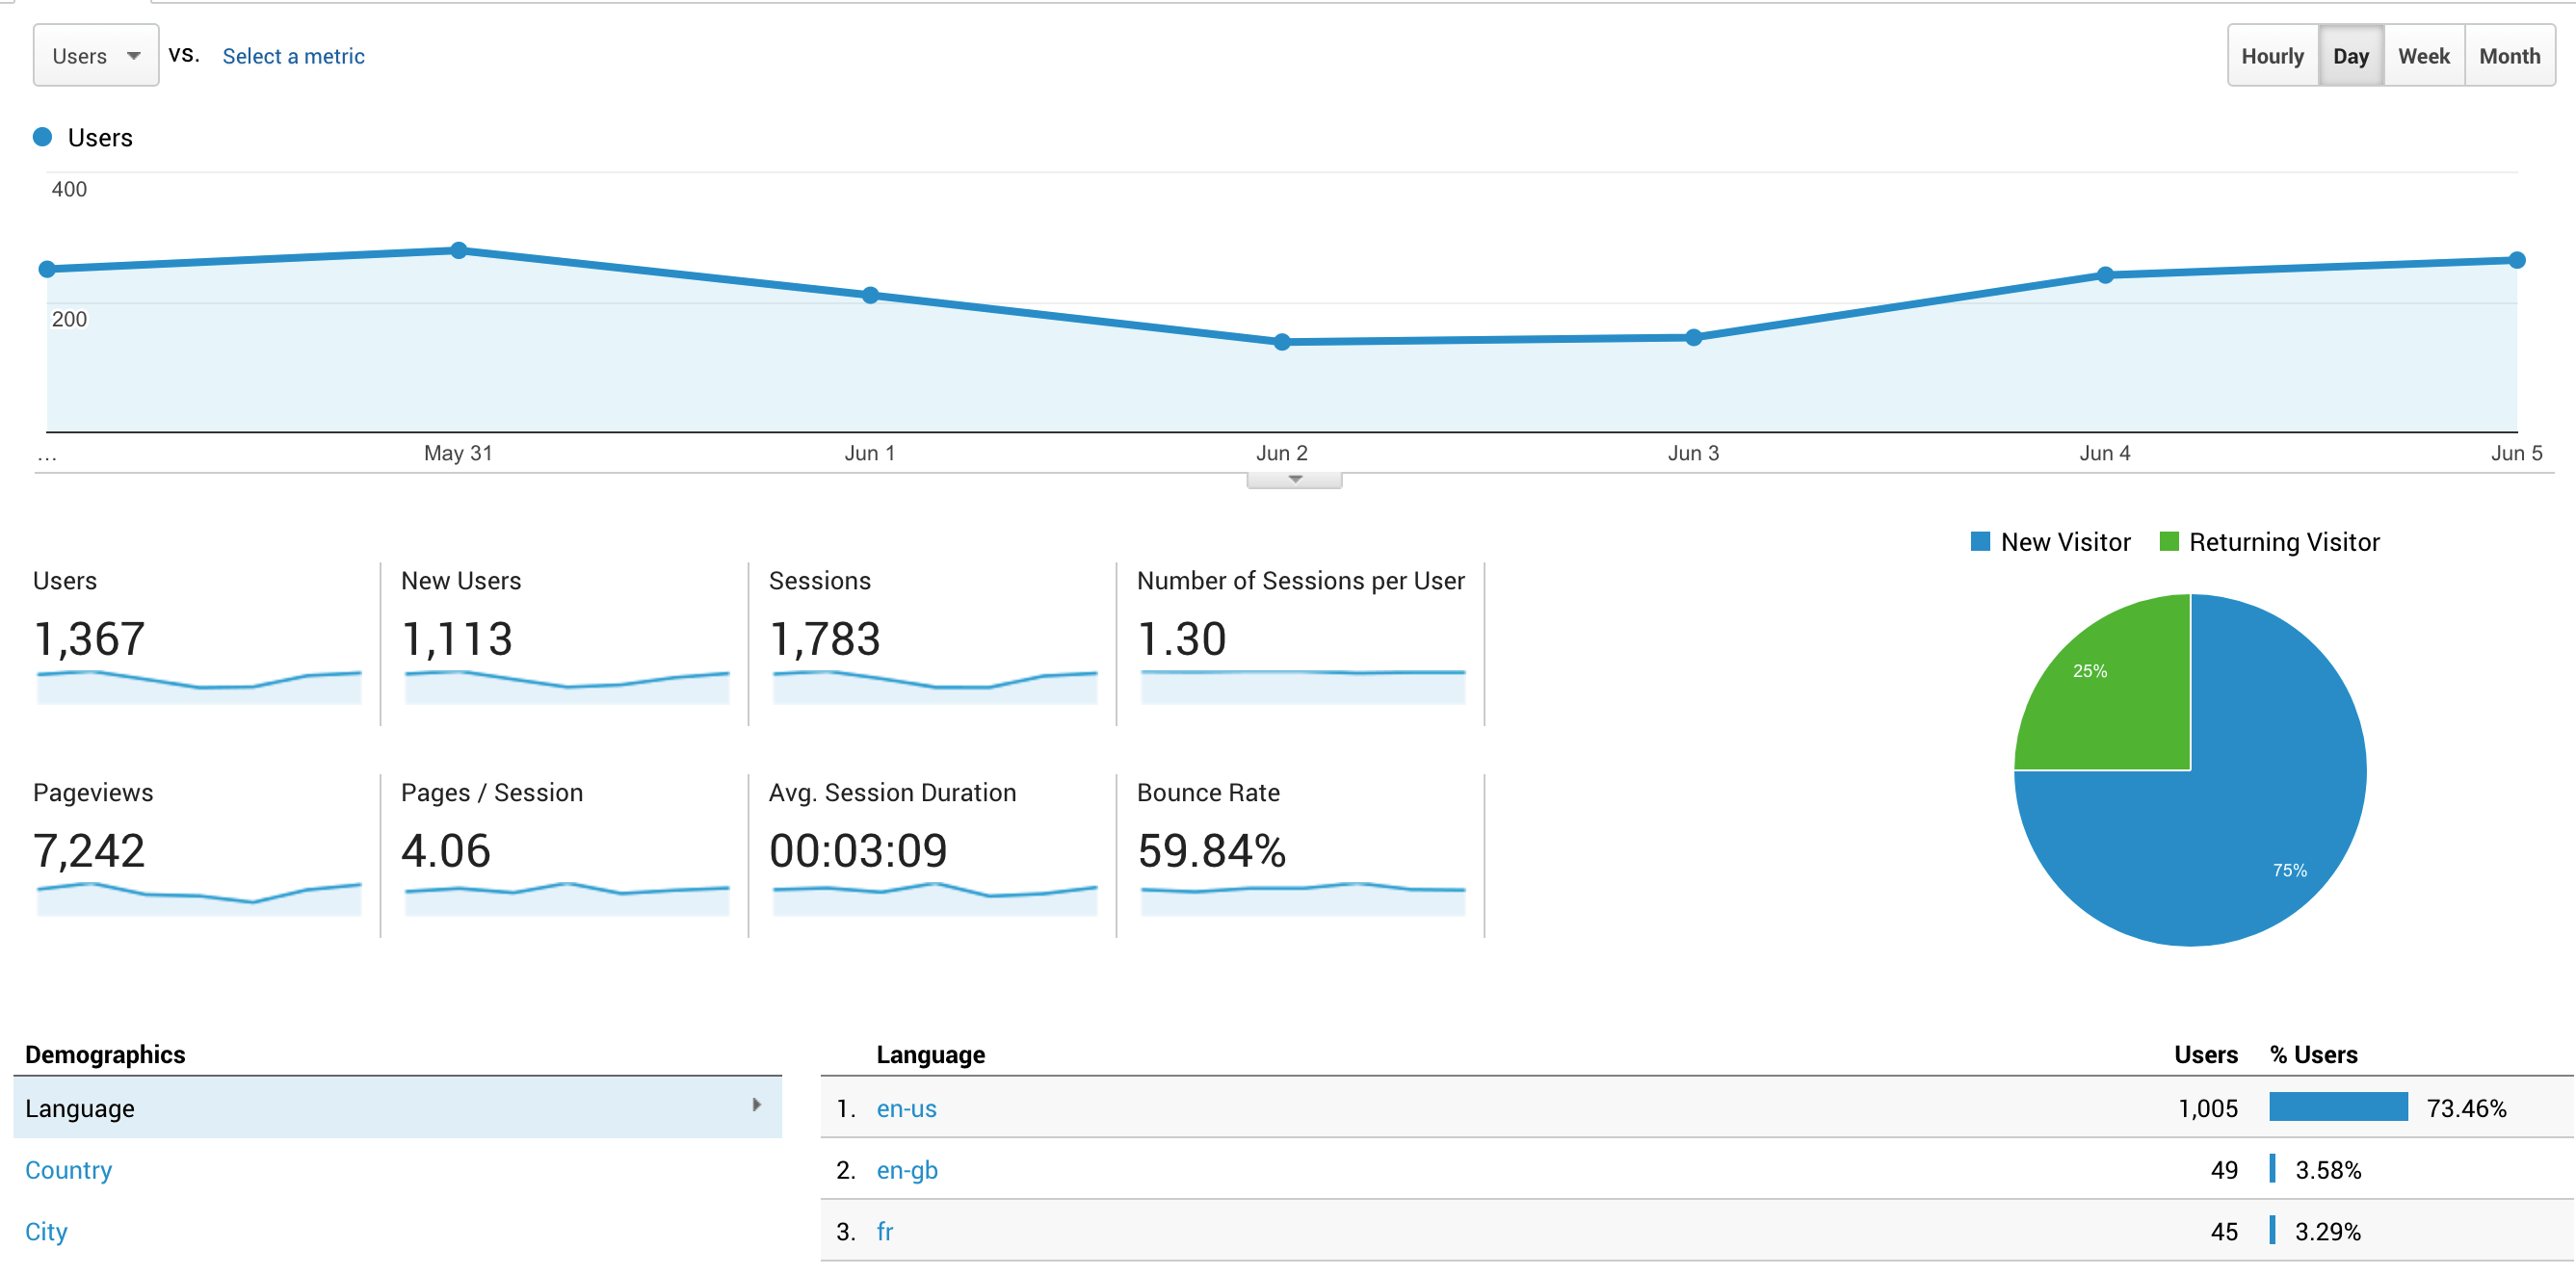 Users vs. Select a metric Hourly Day Week Month
Users
400
200
... May 31 Jun 1 Jun 2 Jun 3 Jun 4 Jun 5
New Visitor Returning Visitor
Users New Users Sessions Number of Sessions per User
1,367 1,113 1,783 1.30
25%
Pageviews Pages / Session Avg. Session Duration Bounce Rate
7,242 4.06 00:03:09 59.84%
75%
Demographics Language Users % Users
Language 1. en-us 1,005 73.46%
Country 2. en-gb 49 3.58%
City 3. fr 45 3.29%